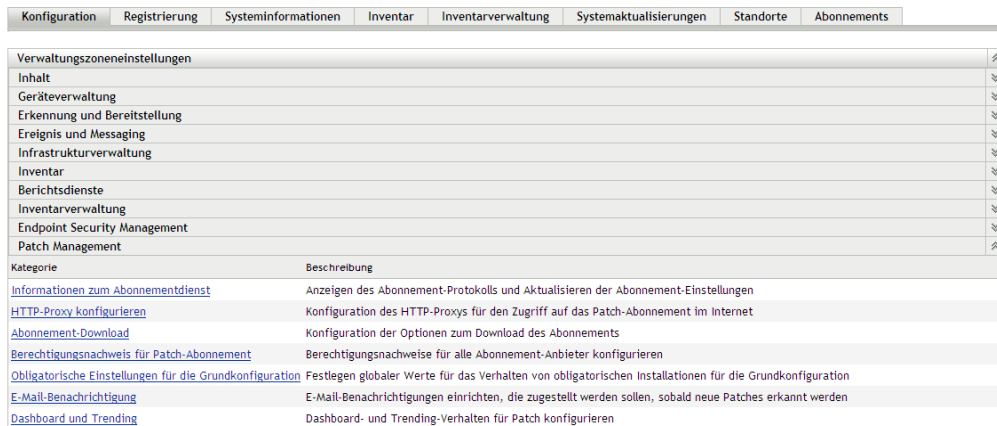 Konfiguration Registrierung Systeminformationen Inventar Inventarverwaltung Systemaktualisierungen Standorte Abonnements
Verwaltungszoneneinstellungen
Inhalt
Geräteverwaltung
Erkennung und Bereitstellung
Ereignis und Messaging
Infrastrukturverwaltung
Inventar
Berichtsdienste
Inventarverwaltung
Endpoint Security Management
Patch Management
Kategorie Beschreibung
Informationen zum Abonnementdienst Anzeigen des Abonnement-Protokolls und Aktualisieren der Abonnement-Einstellungen
HTTP-Proxy konfigurieren Konfiguration des HTTP-Proxys für den Zugriff auf das Patch-Abonnement im Internet
Abonnement-Download Konfiguration der Optionen zum Download des Abonnements
Berechtigungsnachweis für Patch-Abonnement Berechtigungsnachweise für alle Abonnement-Anbieter konfigurieren
Obligatorische Einstellungen für die Grundkonfiguration Festlegen globaler Werte für das Verhalten von obligatorischen Installationen für die Grundkonfiguration
E-Mail-Benachrichtigung E-Mail-Benachrichtigungen einrichten, die zugestellt werden sollen, sobald neue Patches erkannt werden
Dashboard und Trending Dashboard- und Trending-Verhalten für Patch konfigurieren